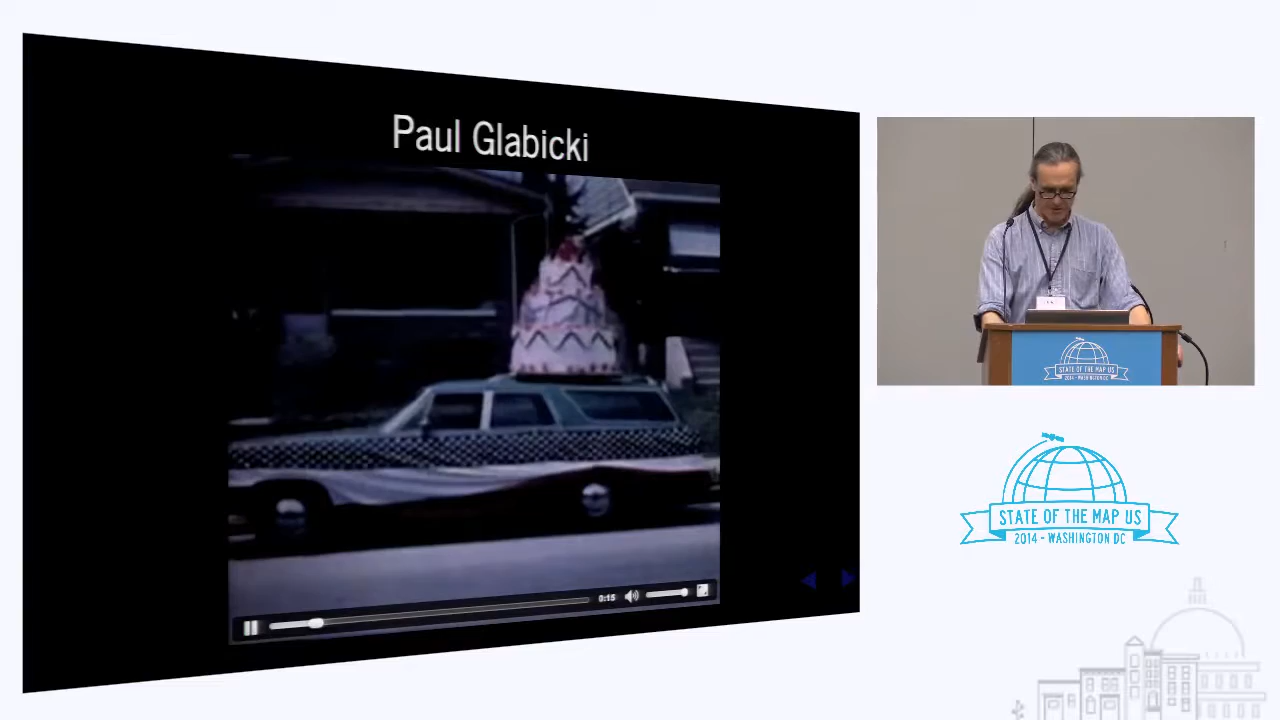 Paul Glabicki
0:15
STATE OF THE MAP US
2014 - WASHINGTON DC
STATE OF THE MAP US
2014 - WASHINGTON DC